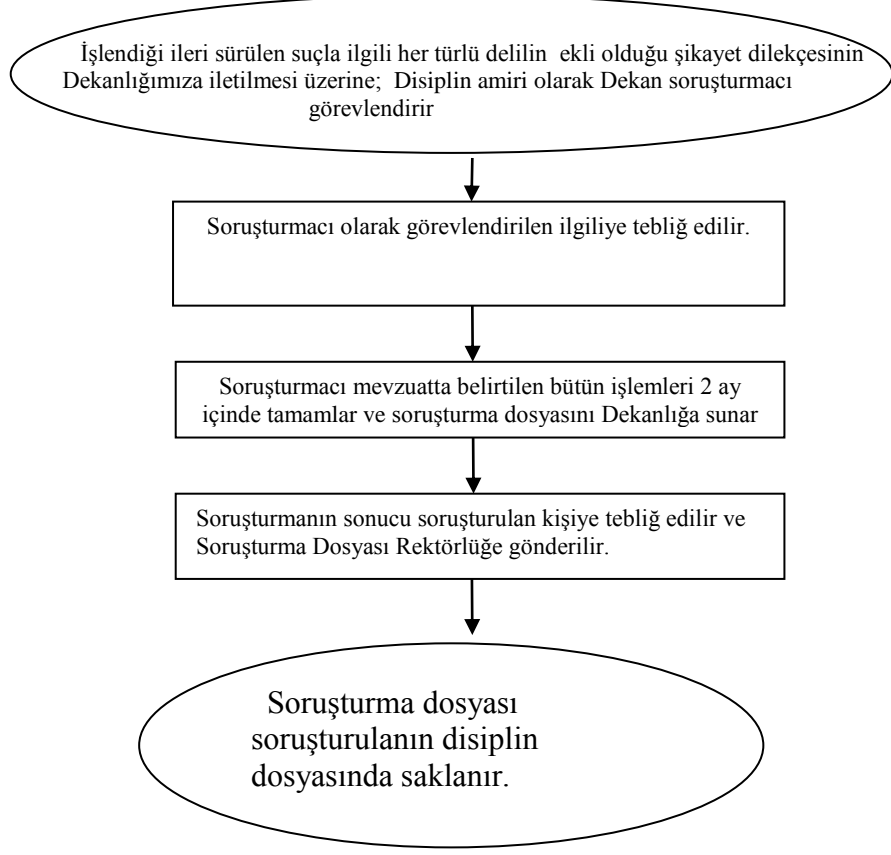 İşlendiği ileri sürülen suçla ilgili her türlü delilin ekli olduğu şikayet dilekçesinin
Dekanlığımıza iletilmesi üzerine; Disiplin amiri olarak Dekan soruşturmacı
görevlendirir
Soruşturmacı olarak görevlendirilen ilgiliye tebliğ edilir.
Soruşturmacı mevzuatta belirtilen bütün işlemleri 2 ay
içinde tamamlar ve soruşturma dosyasını Dekanlığa sunar
Soruşturmanın sonucu soruşturulan kişiye tebliğ edilir ve
Soruşturma Dosyası Rektörlüğe gönderilir.
Soruşturma dosyası
soruşturulanın disiplin
dosyasında saklanır.